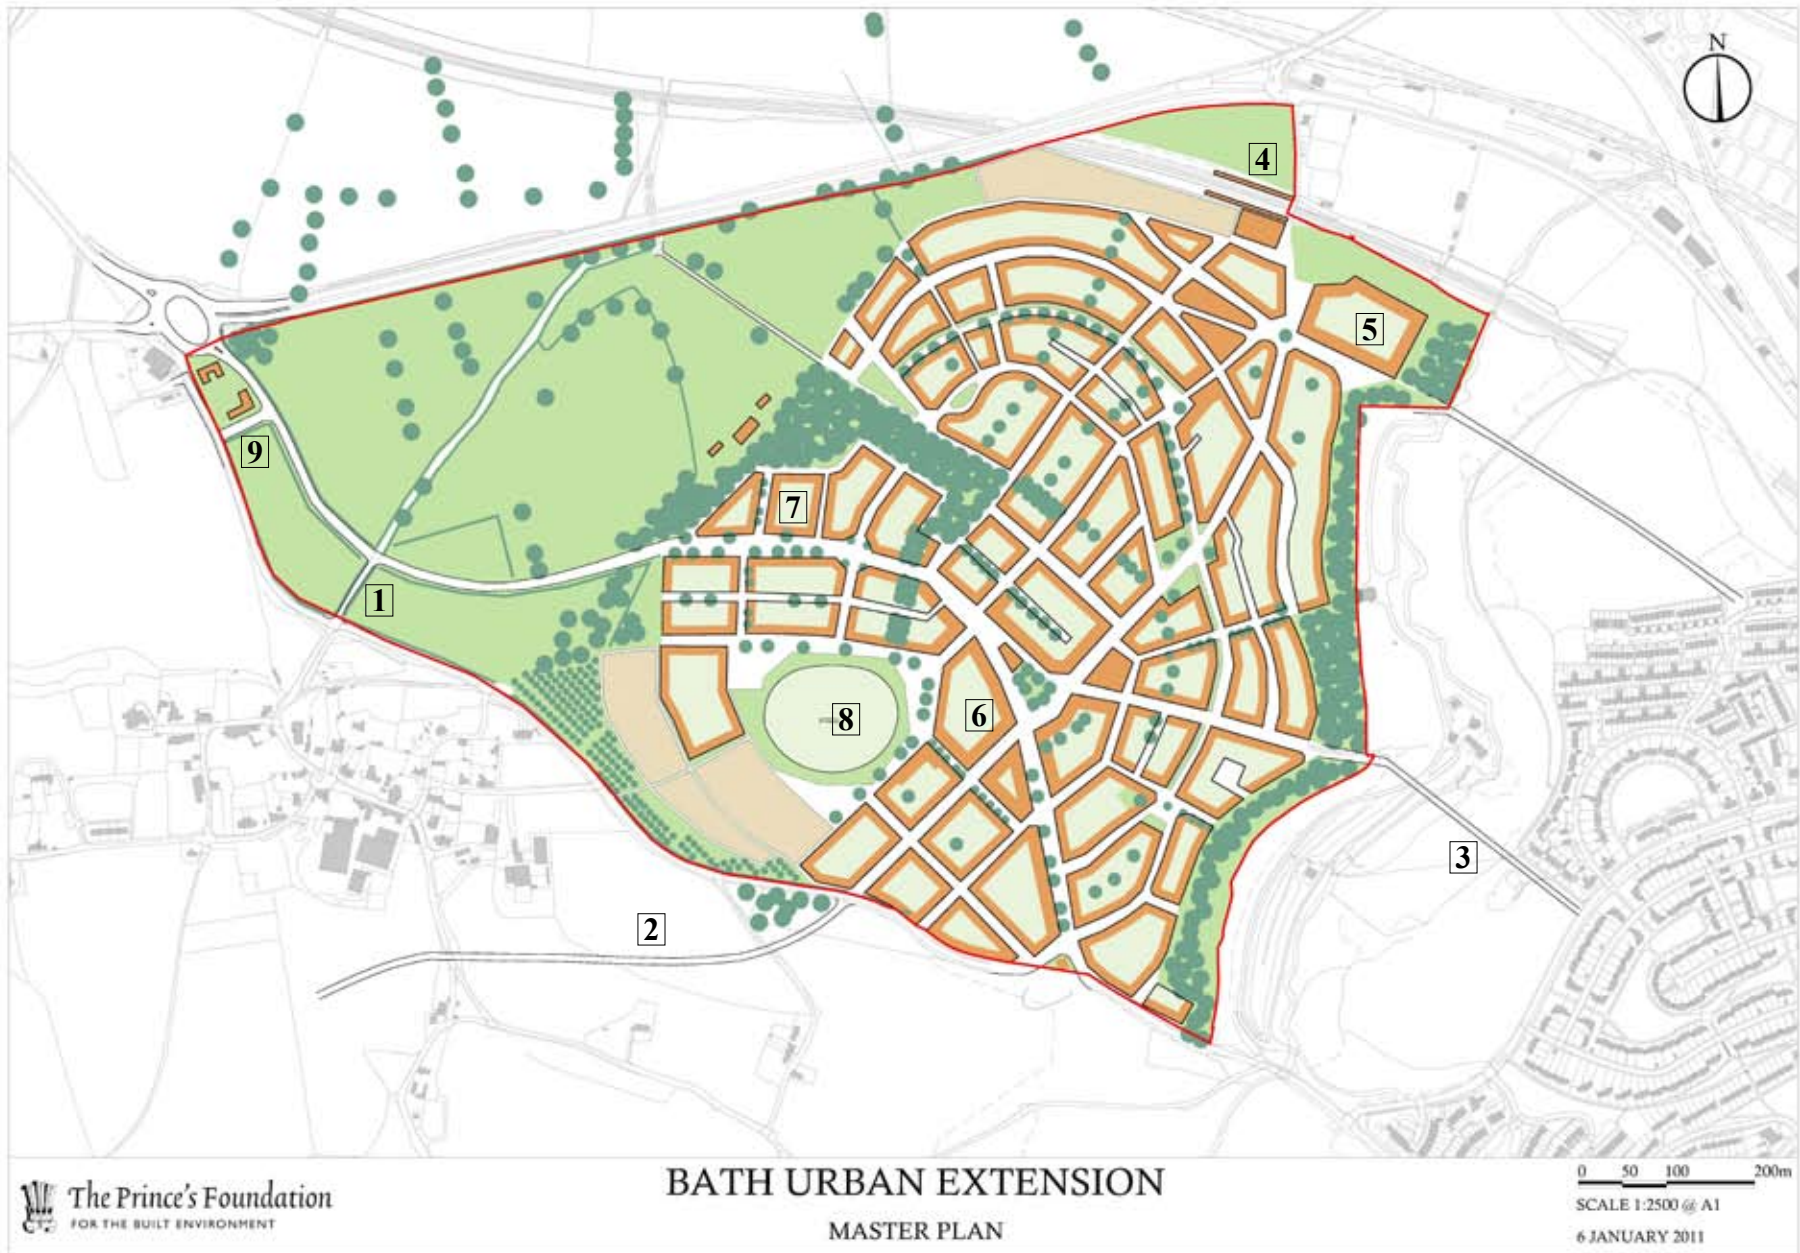 N
4
5
9
7
1
8
6
3
2
The Prince's Foundation
FOR THE BUILT ENVIRONMENT
BATH URBAN EXTENSION
MASTER PLAN
0 50 100 200m
SCALE 1:2500 @ A1
6 JANUARY 2011